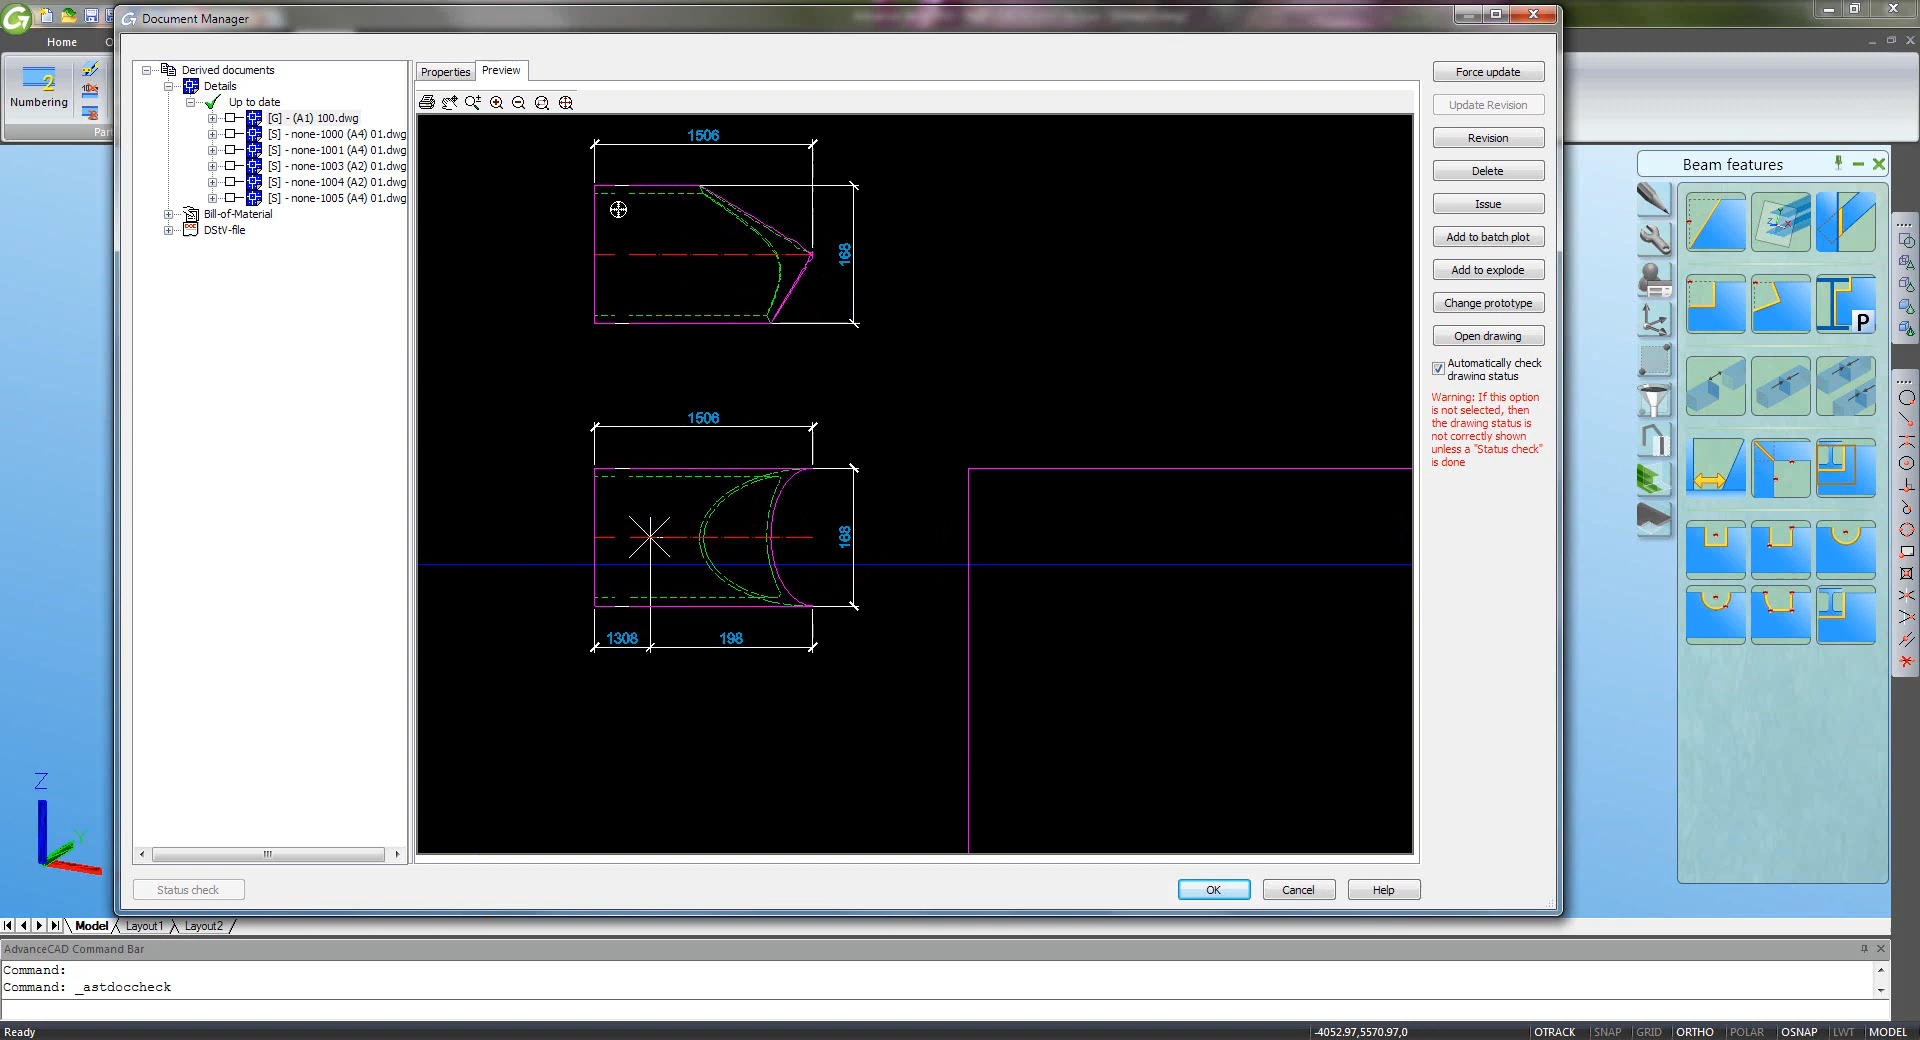 Document Manager
Home
Numbering
Derived documents
Details
Up to date
[G] - (A1) 100.dwg
[S] - none-1000 (A4) 01.dwg
[S] - none-1001 (A4) 01.dwg
[S] - none-1003 (A2) 01.dwg
[S] - none-1004 (A2) 01.dwg
[S] - none-1005 (A4) 01.dwg
Bill-of-Material
DStV-file
Properties
Preview
1506
168
1506
168
1308
198
Force update
Update Revision
Revision
Delete
Issue
Add to batch plot
Add to explode
Change prototype
Open drawing
Automatically check
drawing status
Warning: If this option
is not selected, then
the drawing status is
not correctly shown
unless a "Status check"
is done
Beam features
P
Z
Y
Status check
OK
Cancel
Help
Model
Layout1
Layout2
AdvanceCAD Command Bar
Command:
Command: _astdoccheck
Ready
-4052.97,5570.97,0
OTRACK SNAP GRID ORTHO POLAR OSNAP LWT MODEL